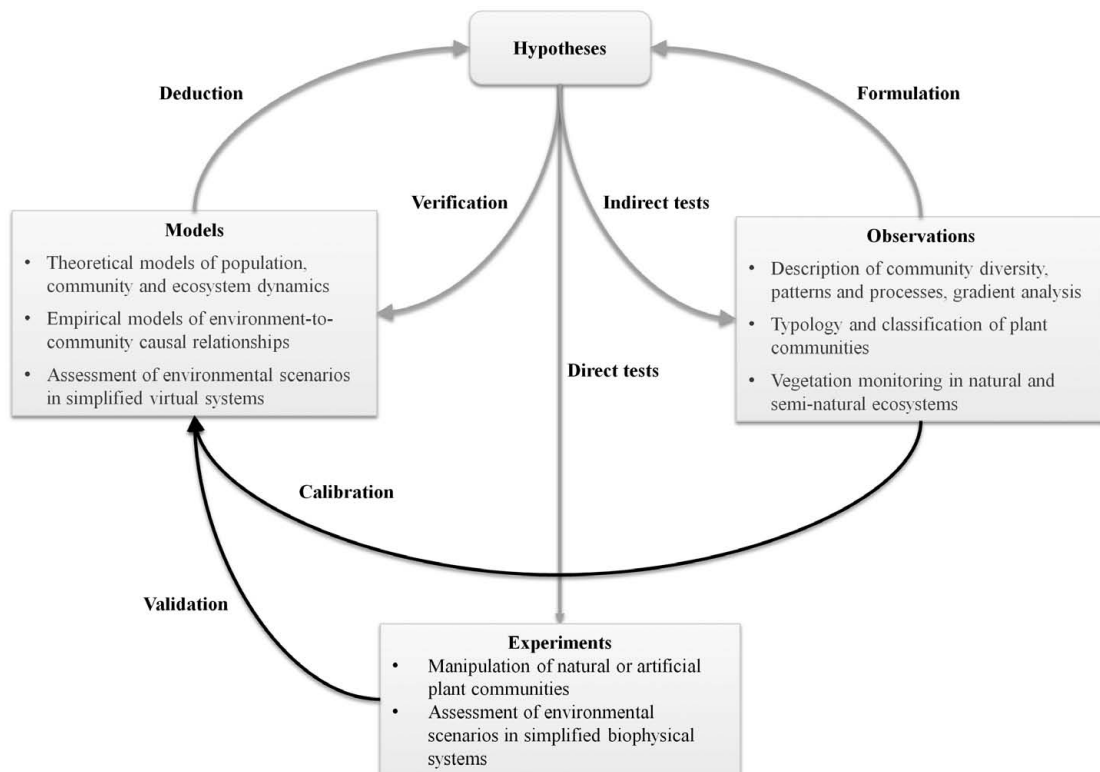 Hypotheses
Deduction
Formulation
Verification
Indirect tests
Models
• Theoretical models of population,
community and ecosystem dynamics
• Empirical models of environment-to-
community causal relationships
• Assessment of environmental scenarios
in simplified virtual systems
Observations
• Description of community diversity,
patterns and processes, gradient analysis
• Typology and classification of plant
communities
• Vegetation monitoring in natural and
semi-natural ecosystems
Direct tests
Calibration
Validation
Experiments
• Manipulation of natural or artificial
plant communities
• Assessment of environmental
scenarios in simplified biophysical
systems